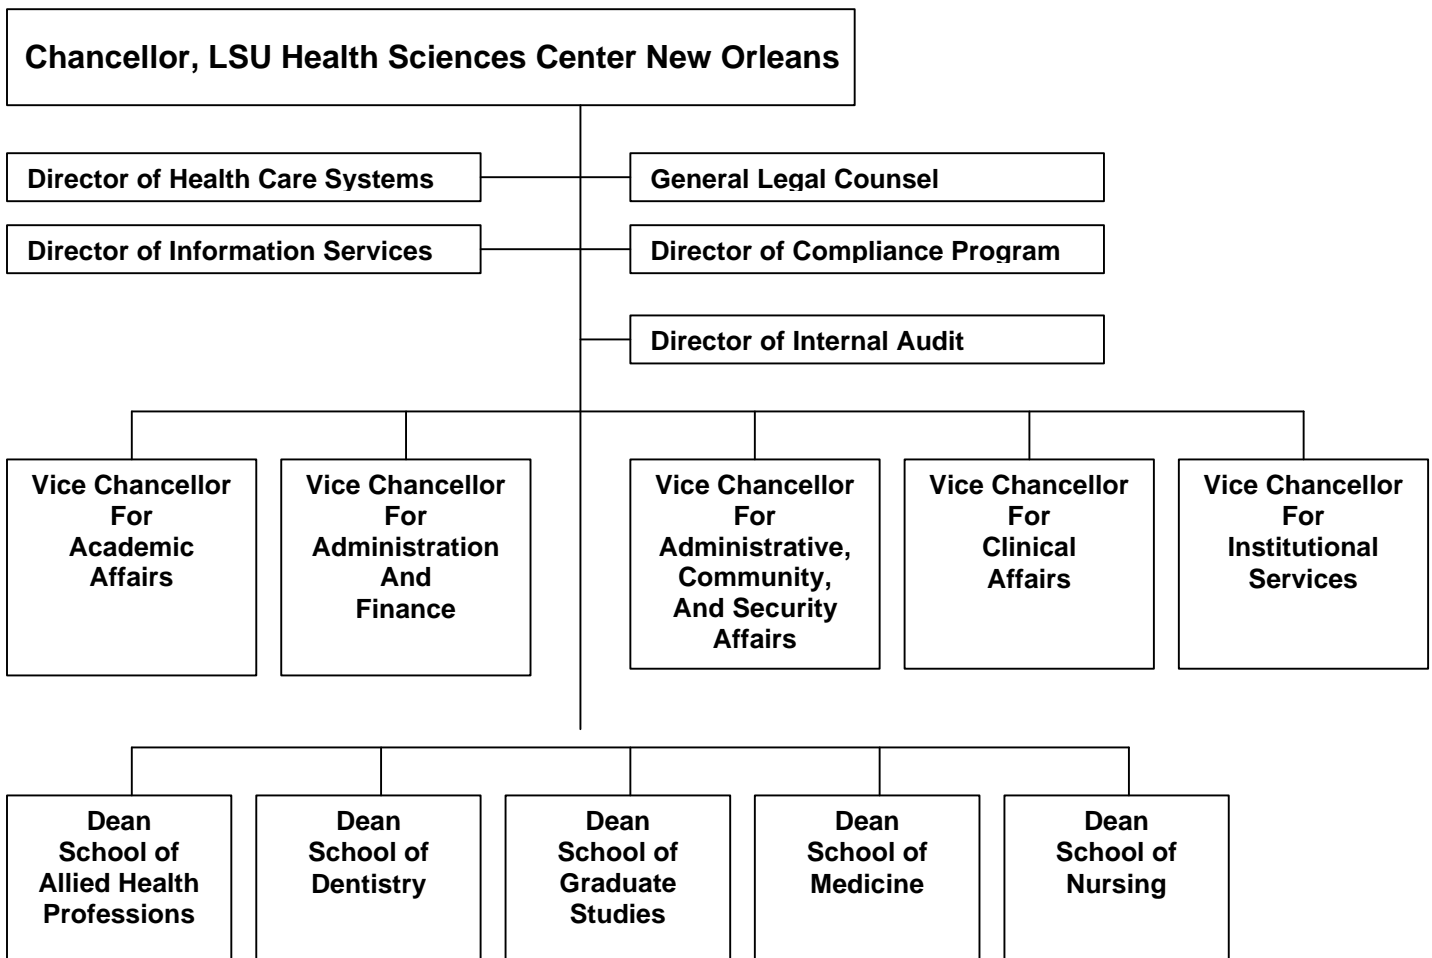 Chancellor, LSU Health Sciences Center New Orleans
Director of Health Care Systems
General Legal Counsel
Director of Information Services
Director of Compliance Program
Director of Internal Audit
Vice Chancellor
For
Academic
Affairs
Vice Chancellor
For
Administration
And
Finance
Vice Chancellor
For
Administrative,
Community,
And Security
Affairs
Vice Chancellor
For
Clinical
Affairs
Vice Chancellor
For
Institutional
Services
Dean
School of
Allied Health
Professions
Dean
School of
Dentistry
Dean
School of
Graduate
Studies
Dean
School of
Medicine
Dean
School of
Nursing